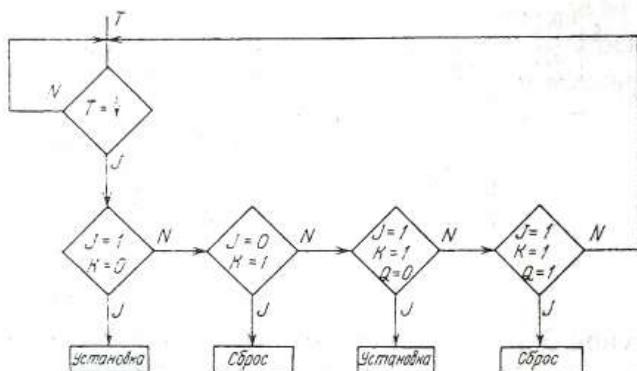 T
N
T = ↓
J
J = 1
K = 0
N
J = 0
K = 1
N
J = 1
K = 1
Q = 0
N
J = 1
K = 1
Q = 1
N
J
J
J
J
Установка
Сброс
Установка
Сброс